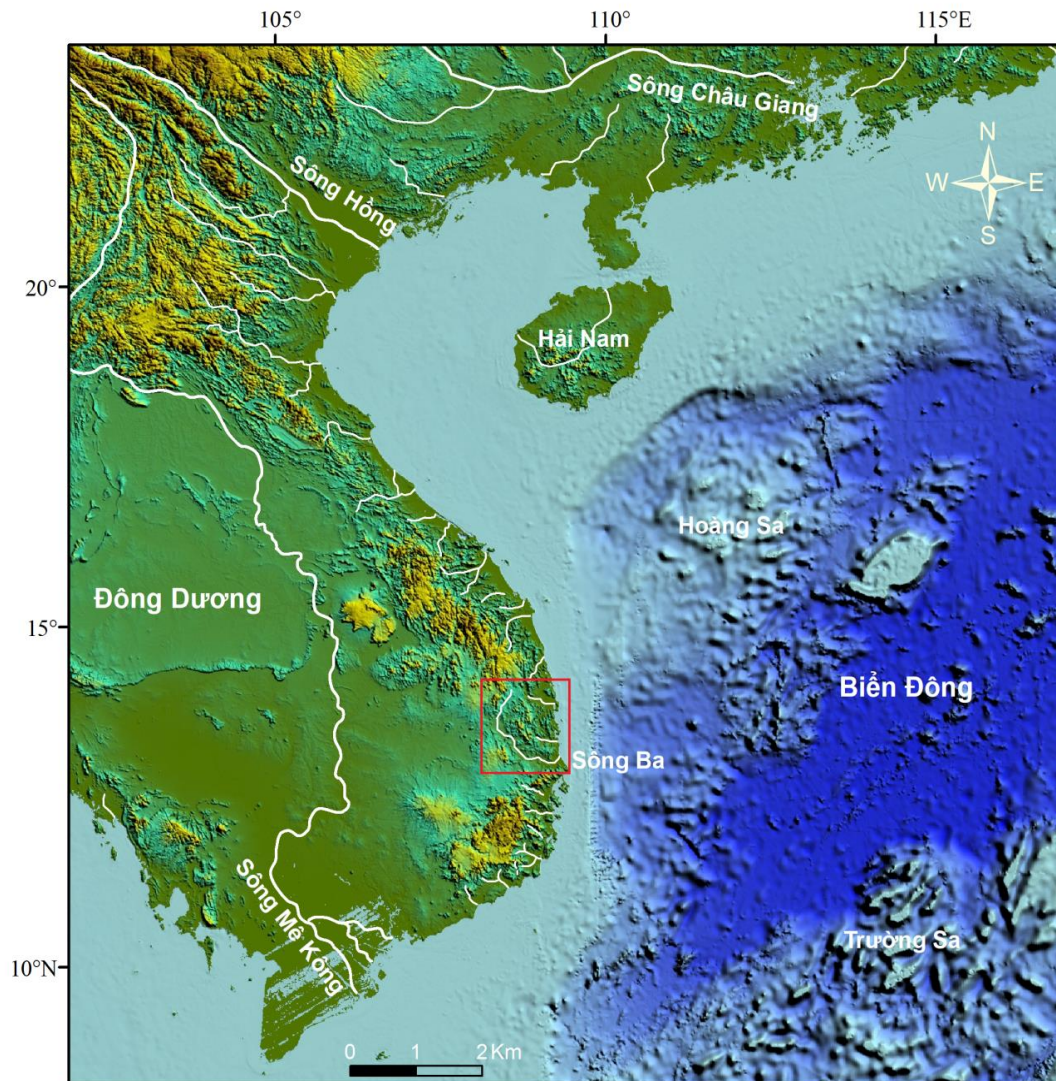 105°
110°
115°E
Sông Châu Giang
N
W
E
S
Sông Hồng
20°
Hải Nam
Hoàng Sa
Đông Dương
15°
Biển Đông
Sông Ba
Sông Mê Kông
Trường Sa
10°N
0 1 2 Km